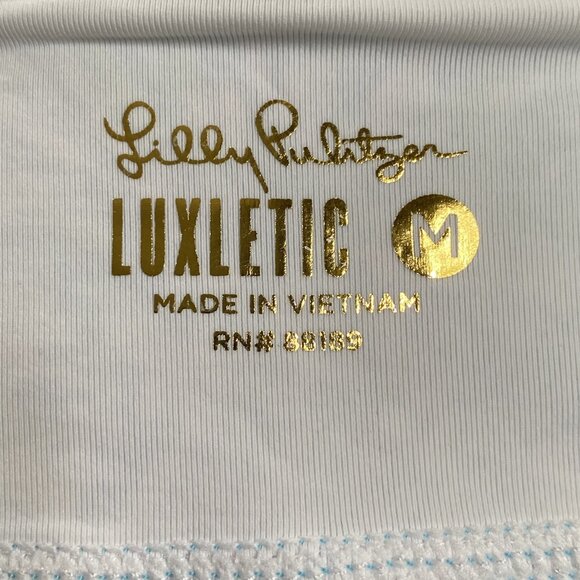 Lilly Pulitzer
LUXLETIC M
MADE IN VIETNAM
RN# 88189